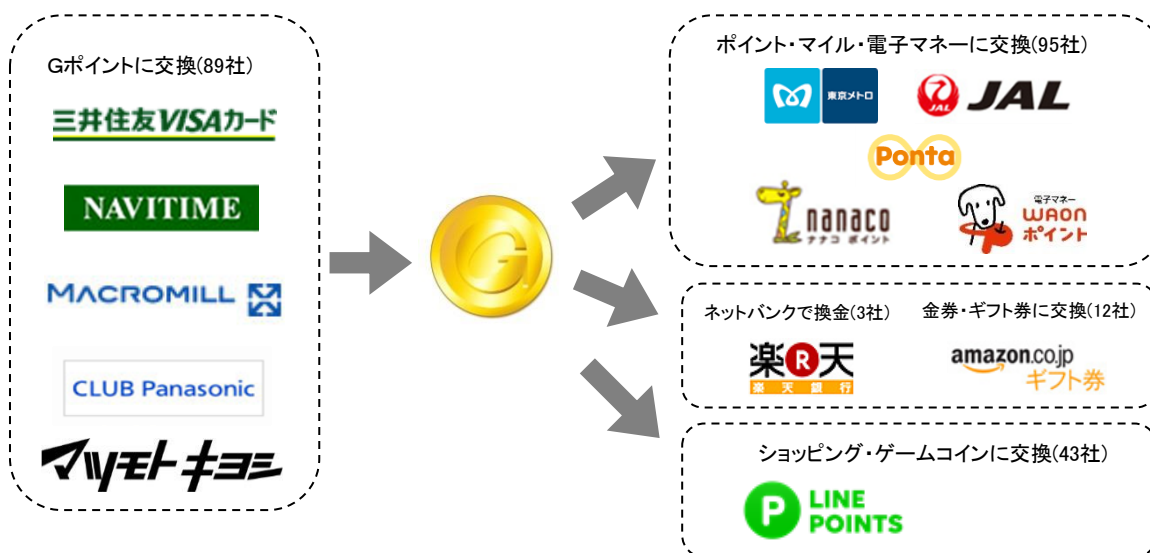 Gポイントに交換(89社)
三井住友VISAカード
NAVITIME
MACROMILL
CLUB Panasonic
マツモトキヨシ
G
ポイント・マイル・電子マネーに交換(95社)
東京メトロ
JAL
JAL
Ponta
nanaco
ナナコ ポイント
電子マネー
WAON
ポイント
ネットバンクで換金(3社)
楽R天
楽天銀行
金券・ギフト券に交換(12社)
amazon.co.jp
ギフト券
ショッピング・ゲームコインに交換(43社)
P
LINE
POINTS